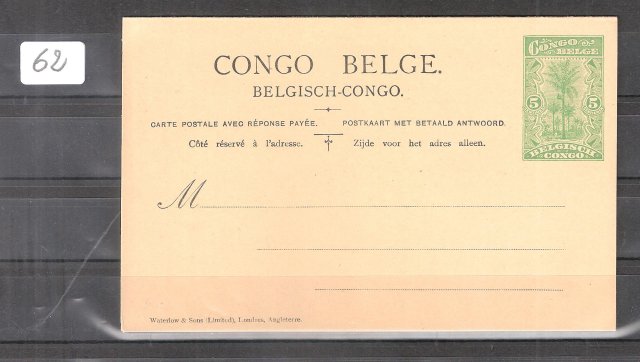 62
CONGO BELGE.
BELGISCH-CONGO.
CARTE POSTALE AVEC RÉPONSE PAYÉE. POSTKAART MET BETAALD ANTWOORD.
Côté réservé à l'adresse. Zijde voor het adres alleen.
CONGO
BELGE
5 5
BELGISCH
CONGO
M
Waterlow & Sons (Limited), Londres, Angleterre.